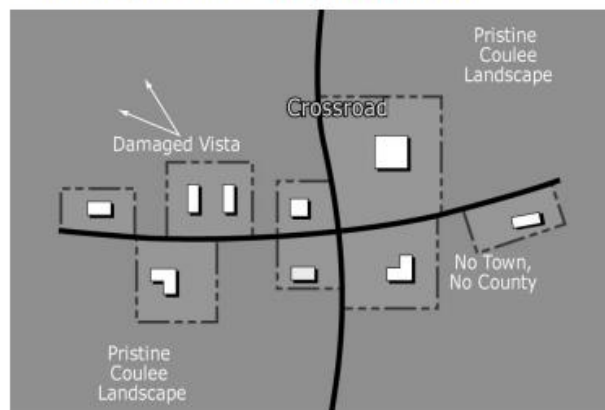 Pristine
Coulee
Landscape
Crossroad
Damaged Vista
No Town,
No County
Pristine
Coulee
Landscape